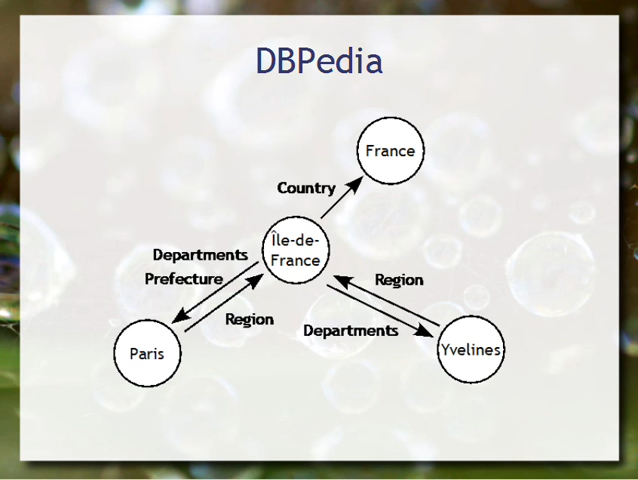 DBPedia
France
Country
Île-de-
France
Departments
Prefecture
Region
Region
Departments
Paris
Yvelines